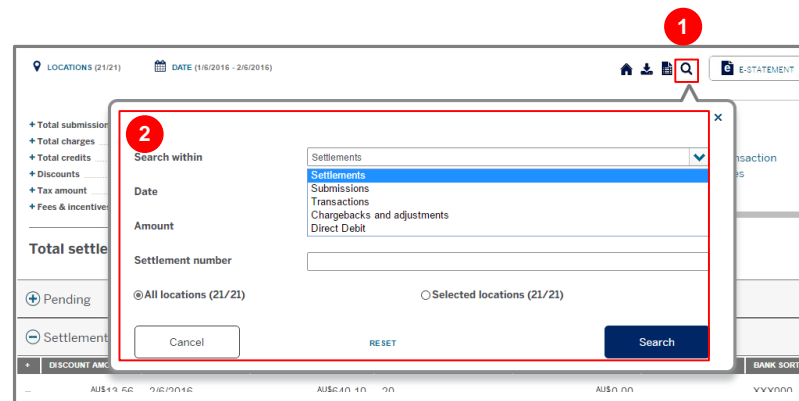 1
LOCATIONS (21/21) DATE (1/6/2016 - 2/6/2016) e E-STATEMENT
2
+ Total submission
+ Total charges
+ Total credits
+ Discounts
+ Tax amount
+ Fees & incentives
Total settle
+ Pending
− Settlement
Search within Settlements
Settlements
Submissions
Transactions
Chargebacks and adjustments
Direct Debit
Date
Amount
Settlement number
All locations (21/21) Selected locations (21/21)
Cancel RESET Search
×
nsaction
es
+ DISCOUNT AMO BANK SORT
– AU$13.56 2/6/2016 AU$640.10 20 AU$0.00 XXX000